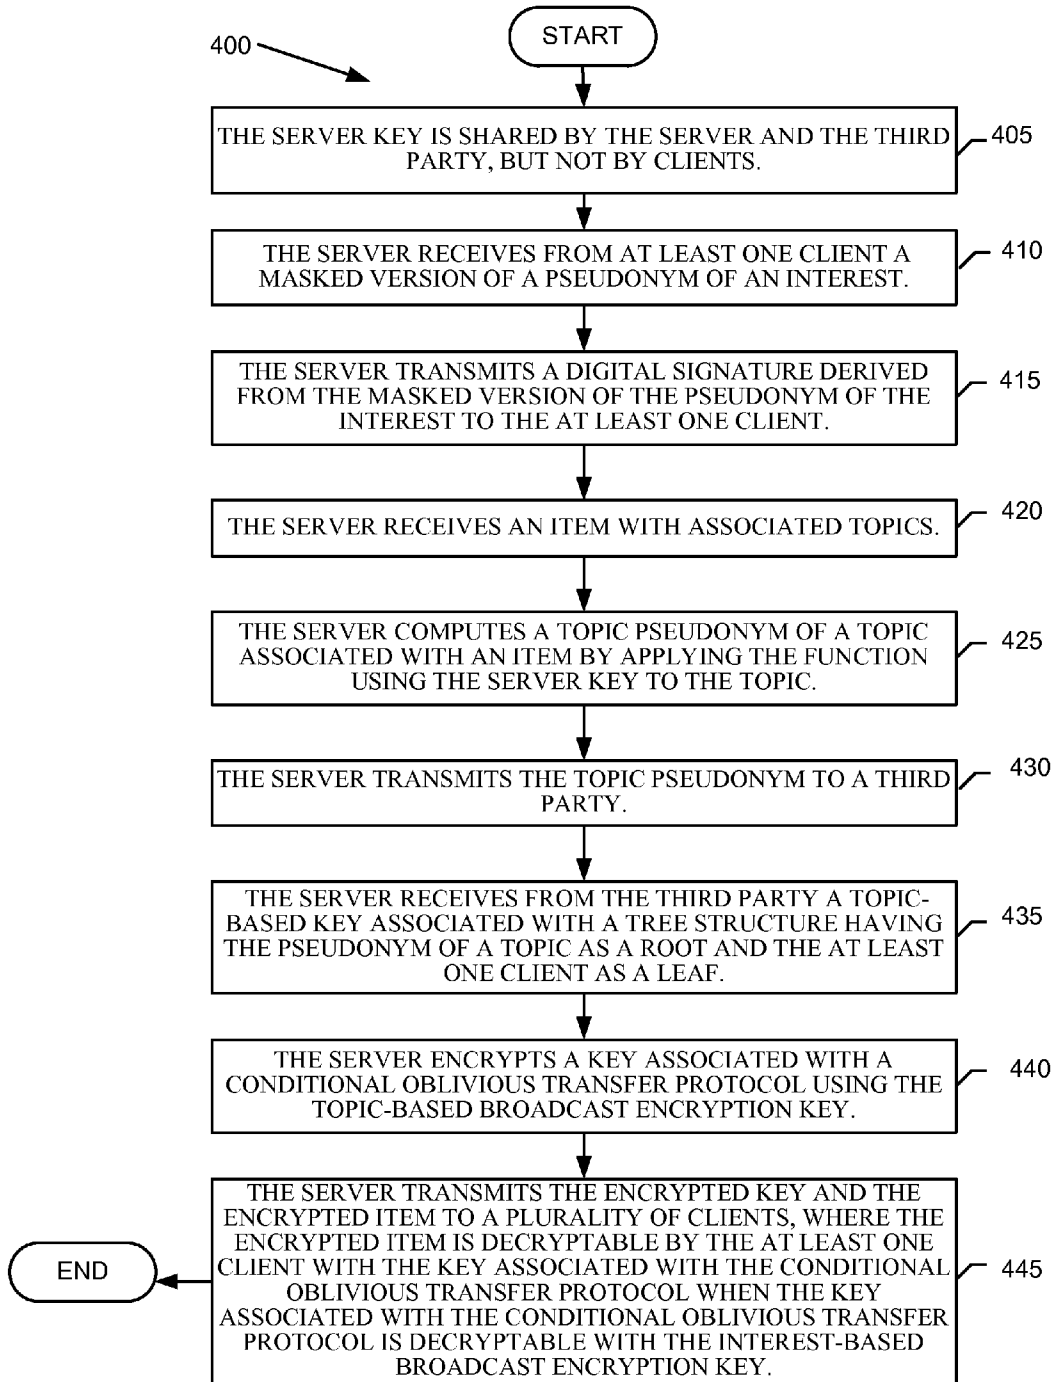 START
400
THE SERVER KEY IS SHARED BY THE SERVER AND THE THIRD
PARTY, BUT NOT BY CLIENTS.
405
THE SERVER RECEIVES FROM AT LEAST ONE CLIENT A
MASKED VERSION OF A PSEUDONYM OF AN INTEREST.
410
THE SERVER TRANSMITS A DIGITAL SIGNATURE DERIVED
FROM THE MASKED VERSION OF THE PSEUDONYM OF THE
INTEREST TO THE AT LEAST ONE CLIENT.
415
THE SERVER RECEIVES AN ITEM WITH ASSOCIATED TOPICS.
420
THE SERVER COMPUTES A TOPIC PSEUDONYM OF A TOPIC
ASSOCIATED WITH AN ITEM BY APPLYING THE FUNCTION
USING THE SERVER KEY TO THE TOPIC.
425
THE SERVER TRANSMITS THE TOPIC PSEUDONYM TO A THIRD
PARTY.
430
THE SERVER RECEIVES FROM THE THIRD PARTY A TOPIC-
BASED KEY ASSOCIATED WITH A TREE STRUCTURE HAVING
THE PSEUDONYM OF A TOPIC AS A ROOT AND THE AT LEAST
ONE CLIENT AS A LEAF.
435
THE SERVER ENCRYPTS A KEY ASSOCIATED WITH A
CONDITIONAL OBLIVIOUS TRANSFER PROTOCOL USING THE
TOPIC-BASED BROADCAST ENCRYPTION KEY.
440
THE SERVER TRANSMITS THE ENCRYPTED KEY AND THE
ENCRYPTED ITEM TO A PLURALITY OF CLIENTS, WHERE THE
ENCRYPTED ITEM IS DECRYPTABLE BY THE AT LEAST ONE
CLIENT WITH THE KEY ASSOCIATED WITH THE CONDITIONAL
OBLIVIOUS TRANSFER PROTOCOL WHEN THE KEY
ASSOCIATED WITH THE CONDITIONAL OBLIVIOUS TRANSFER
PROTOCOL IS DECRYPTABLE WITH THE INTEREST-BASED
BROADCAST ENCRYPTION KEY.
445
END